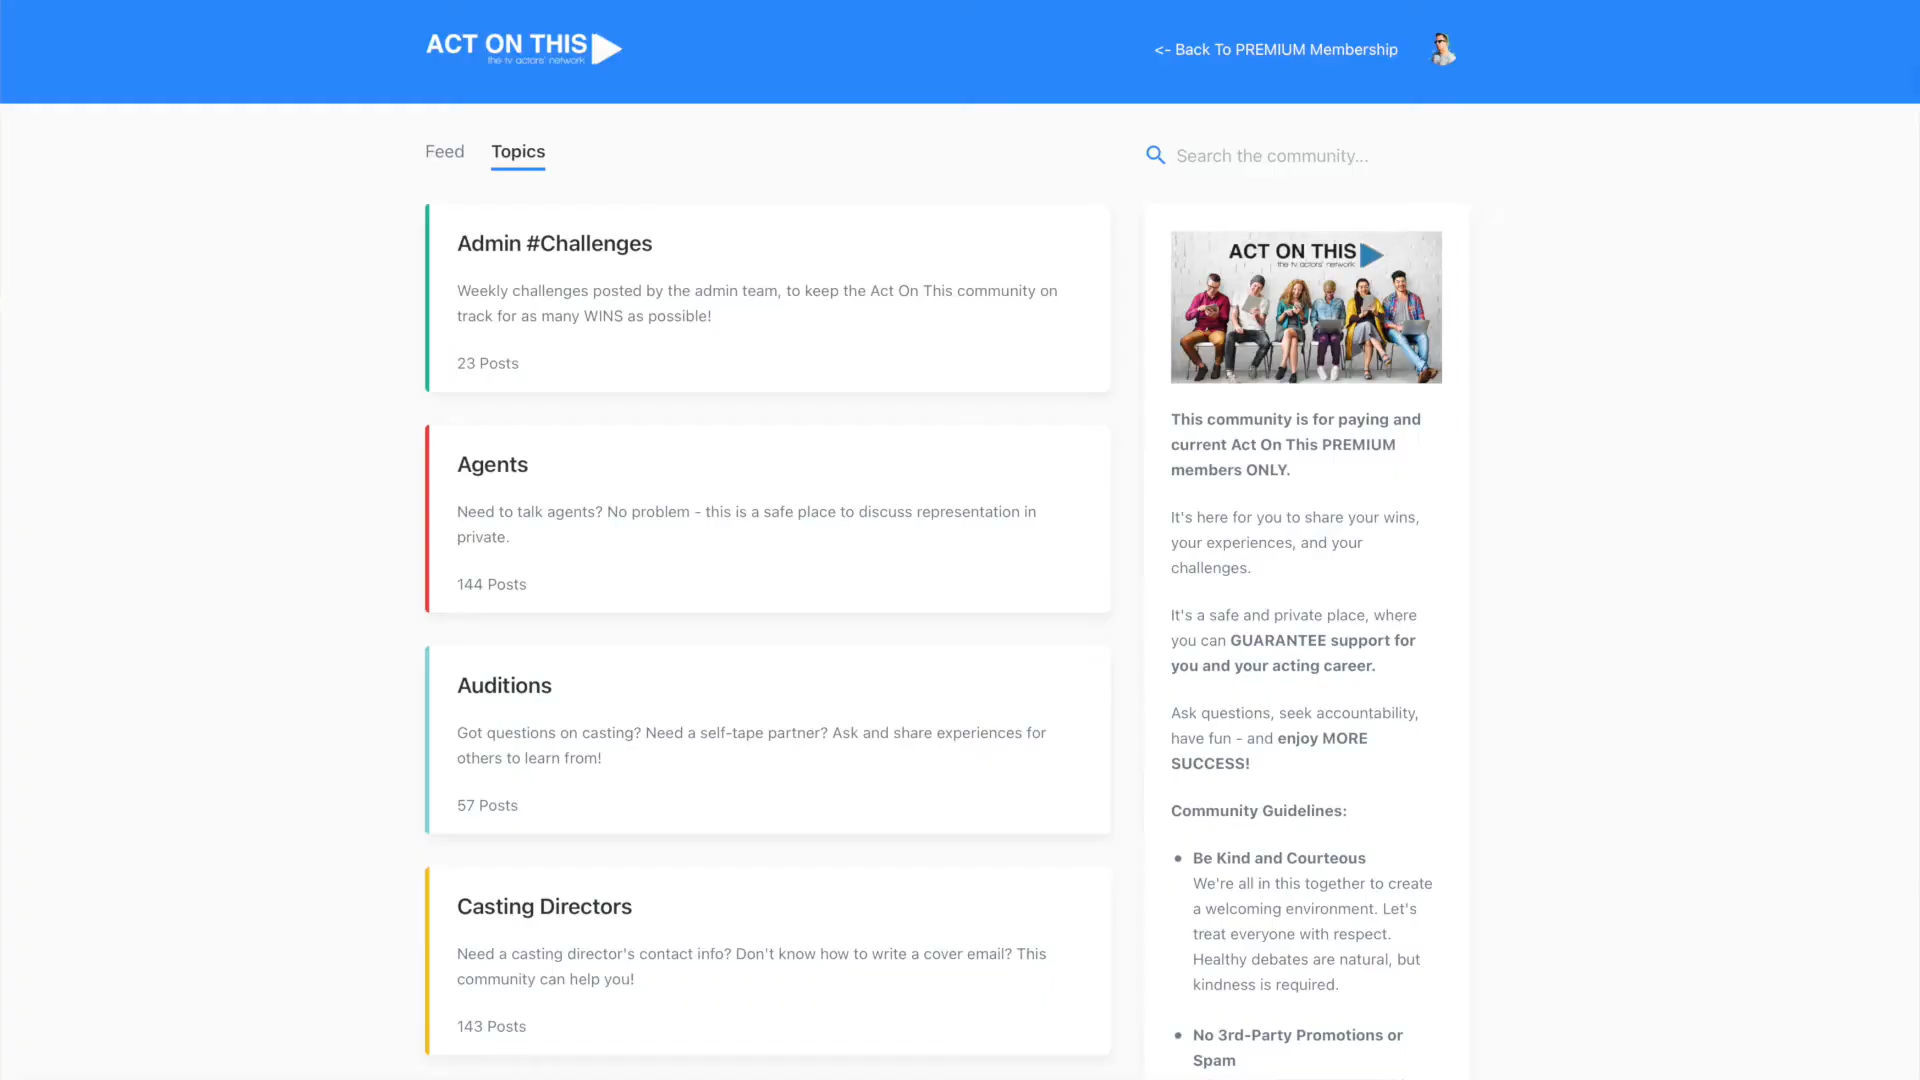 ACT ON THIS
the tv actors' network
<- Back To PREMIUM Membership
Feed
Topics
Search the community...
Admin #Challenges
Weekly challenges posted by the admin team, to keep the Act On This community on
track for as many WINS as possible!
23 Posts
Agents
Need to talk agents? No problem - this is a safe place to discuss representation in
private.
144 Posts
Auditions
Got questions on casting? Need a self-tape partner? Ask and share experiences for
others to learn from!
57 Posts
Casting Directors
Need a casting director's contact info? Don't know how to write a cover email? This
community can help you!
143 Posts
ACT ON THIS
the tv actors' network
This community is for paying and
current Act On This PREMIUM
members ONLY.
It's here for you to share your wins,
your experiences, and your
challenges.
It's a safe and private place, where
you can GUARANTEE support for
you and your acting career.
Ask questions, seek accountability,
have fun - and enjoy MORE
SUCCESS!
Community Guidelines:
• Be Kind and Courteous
We're all in this together to create
a welcoming environment. Let's
treat everyone with respect.
Healthy debates are natural, but
kindness is required.
• No 3rd-Party Promotions or
Spam